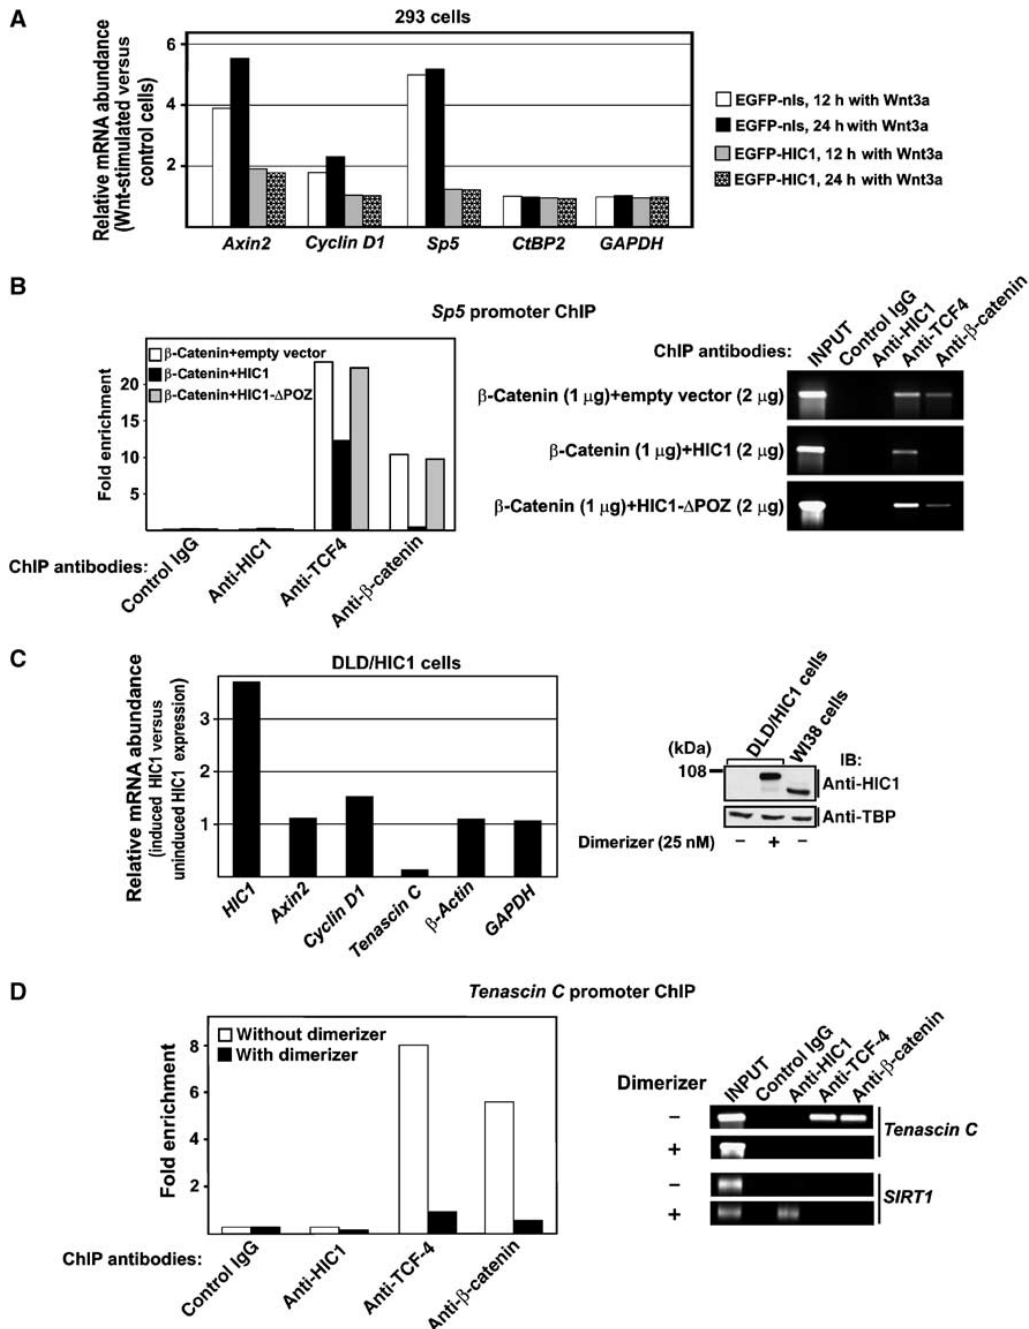 A
293 cells
Relative mRNA abundance
(Wnt-stimulated versus
control cells)
6
4
2
EGFP-nls, 12 h with Wnt3a
EGFP-nls, 24 h with Wnt3a
EGFP-HIC1, 12 h with Wnt3a
EGFP-HIC1, 24 h with Wnt3a
Axin2 Cyclin D1 Sp5 CtBP2 GAPDH
B
Sp5 promoter ChIP
β-Catenin+empty vector
β-Catenin+HIC1
β-Catenin+HIC1-ΔPOZ
Fold enrichment
20
15
10
5
ChIP antibodies:
Control IgG
Anti-HIC1
Anti-TCF4
Anti-β-catenin
ChIP antibodies:
INPUT
Control IgG
Anti-HIC1
Anti-TCF4
Anti-β-catenin
β-Catenin (1 μg)+empty vector (2 μg)
β-Catenin (1 μg)+HIC1 (2 μg)
β-Catenin (1 μg)+HIC1-ΔPOZ (2 μg)
C
DLD/HIC1 cells
Relative mRNA abundance
(induced HIC1 versus
uninduced HIC1 expression)
3
2
1
HIC1
Axin2
Cyclin D1
Tenascin C
β-Actin
GAPDH
DLD/HIC1 cells
WI38 cells
(kDa)
108
IB:
Anti-HIC1
Anti-TBP
Dimerizer (25 nM) − + −
D
Tenascin C promoter ChIP
Without dimerizer
With dimerizer
Fold enrichment
8
6
4
2
ChIP antibodies:
Control IgG
Anti-HIC1
Anti-TCF-4
Anti-β-catenin
Dimerizer
INPUT
Control IgG
Anti-HIC1
Anti-TCF-4
Anti-β-catenin
−
+
Tenascin C
−
+
SIRT1